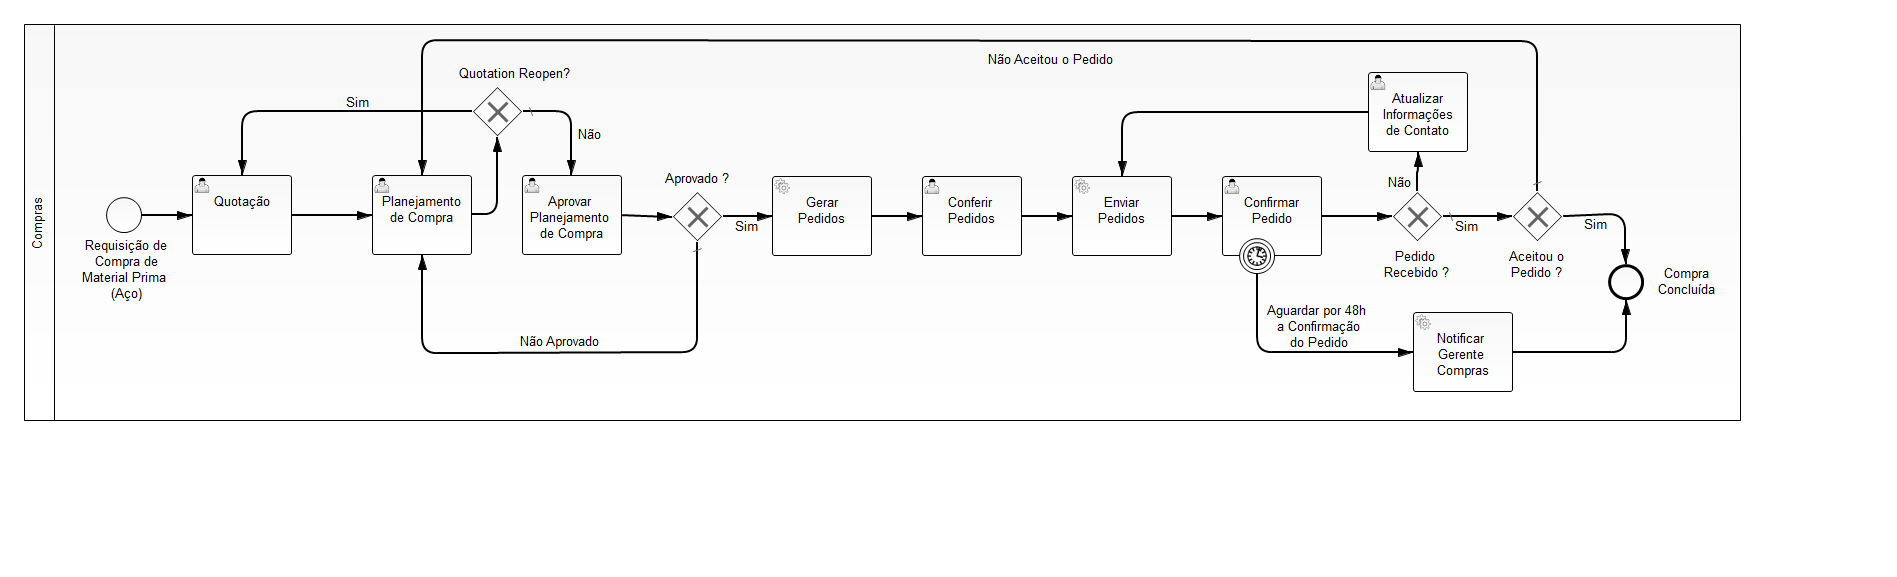 Compras
Requisição de
Compra de
Material Prima
(Aço)
Quotação
Sim
Planejamento
de Compra
Quotation Reopen?
Não
Aprovar
Planejamento
de Compra
Aprovado ?
Sim
Não Aprovado
Gerar
Pedidos
Conferir
Pedidos
Enviar
Pedidos
Confirmar
Pedido
Aguardar por 48h
a Confirmação
do Pedido
Não Aceitou o Pedido
Atualizar
Informações
de Contato
Não
Pedido
Recebido ?
Sim
Aceitou o
Pedido ?
Sim
Notificar
Gerente
Compras
Compra
Concluída